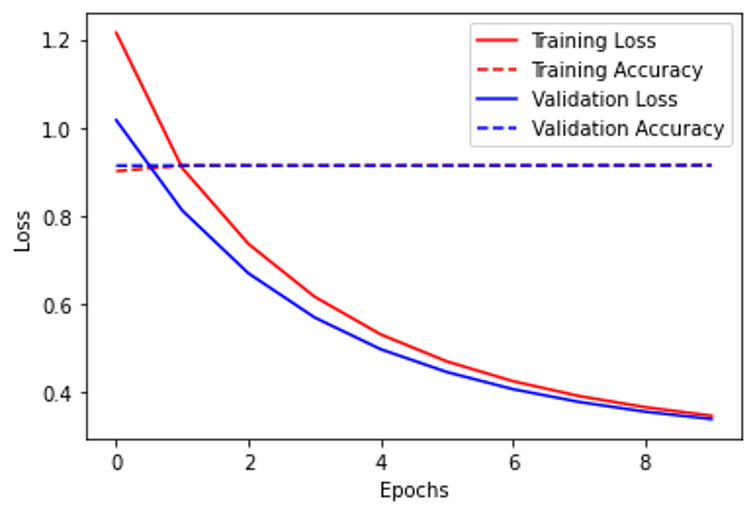 Training Loss
Training Accuracy
Validation Loss
Validation Accuracy
1.2
1.0
0.8
0.6
0.4
Loss
0 2 4 6 8
Epochs